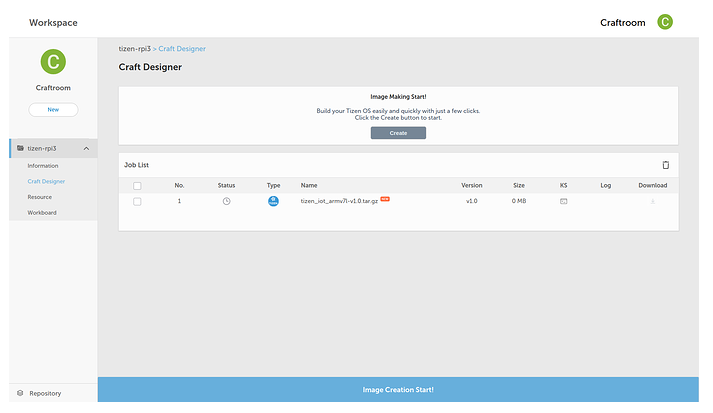 Workspace
Craftroom
C
C
Craftroom
New
tizen-rpi3
Information
Craft Designer
Resource
Workboard
Repository
tizen-rpi3 > Craft Designer
Craft Designer
Image Making Start!
Build your Tizen OS easily and quickly with just a few clicks.
Click the Create button to start.
Create
Job List
No. Status Type Name Version Size KS Log Download
1 tizen_iot_armv7l-v1.0.tar.gz NEW v1.0 0 MB
Image Creation Start!